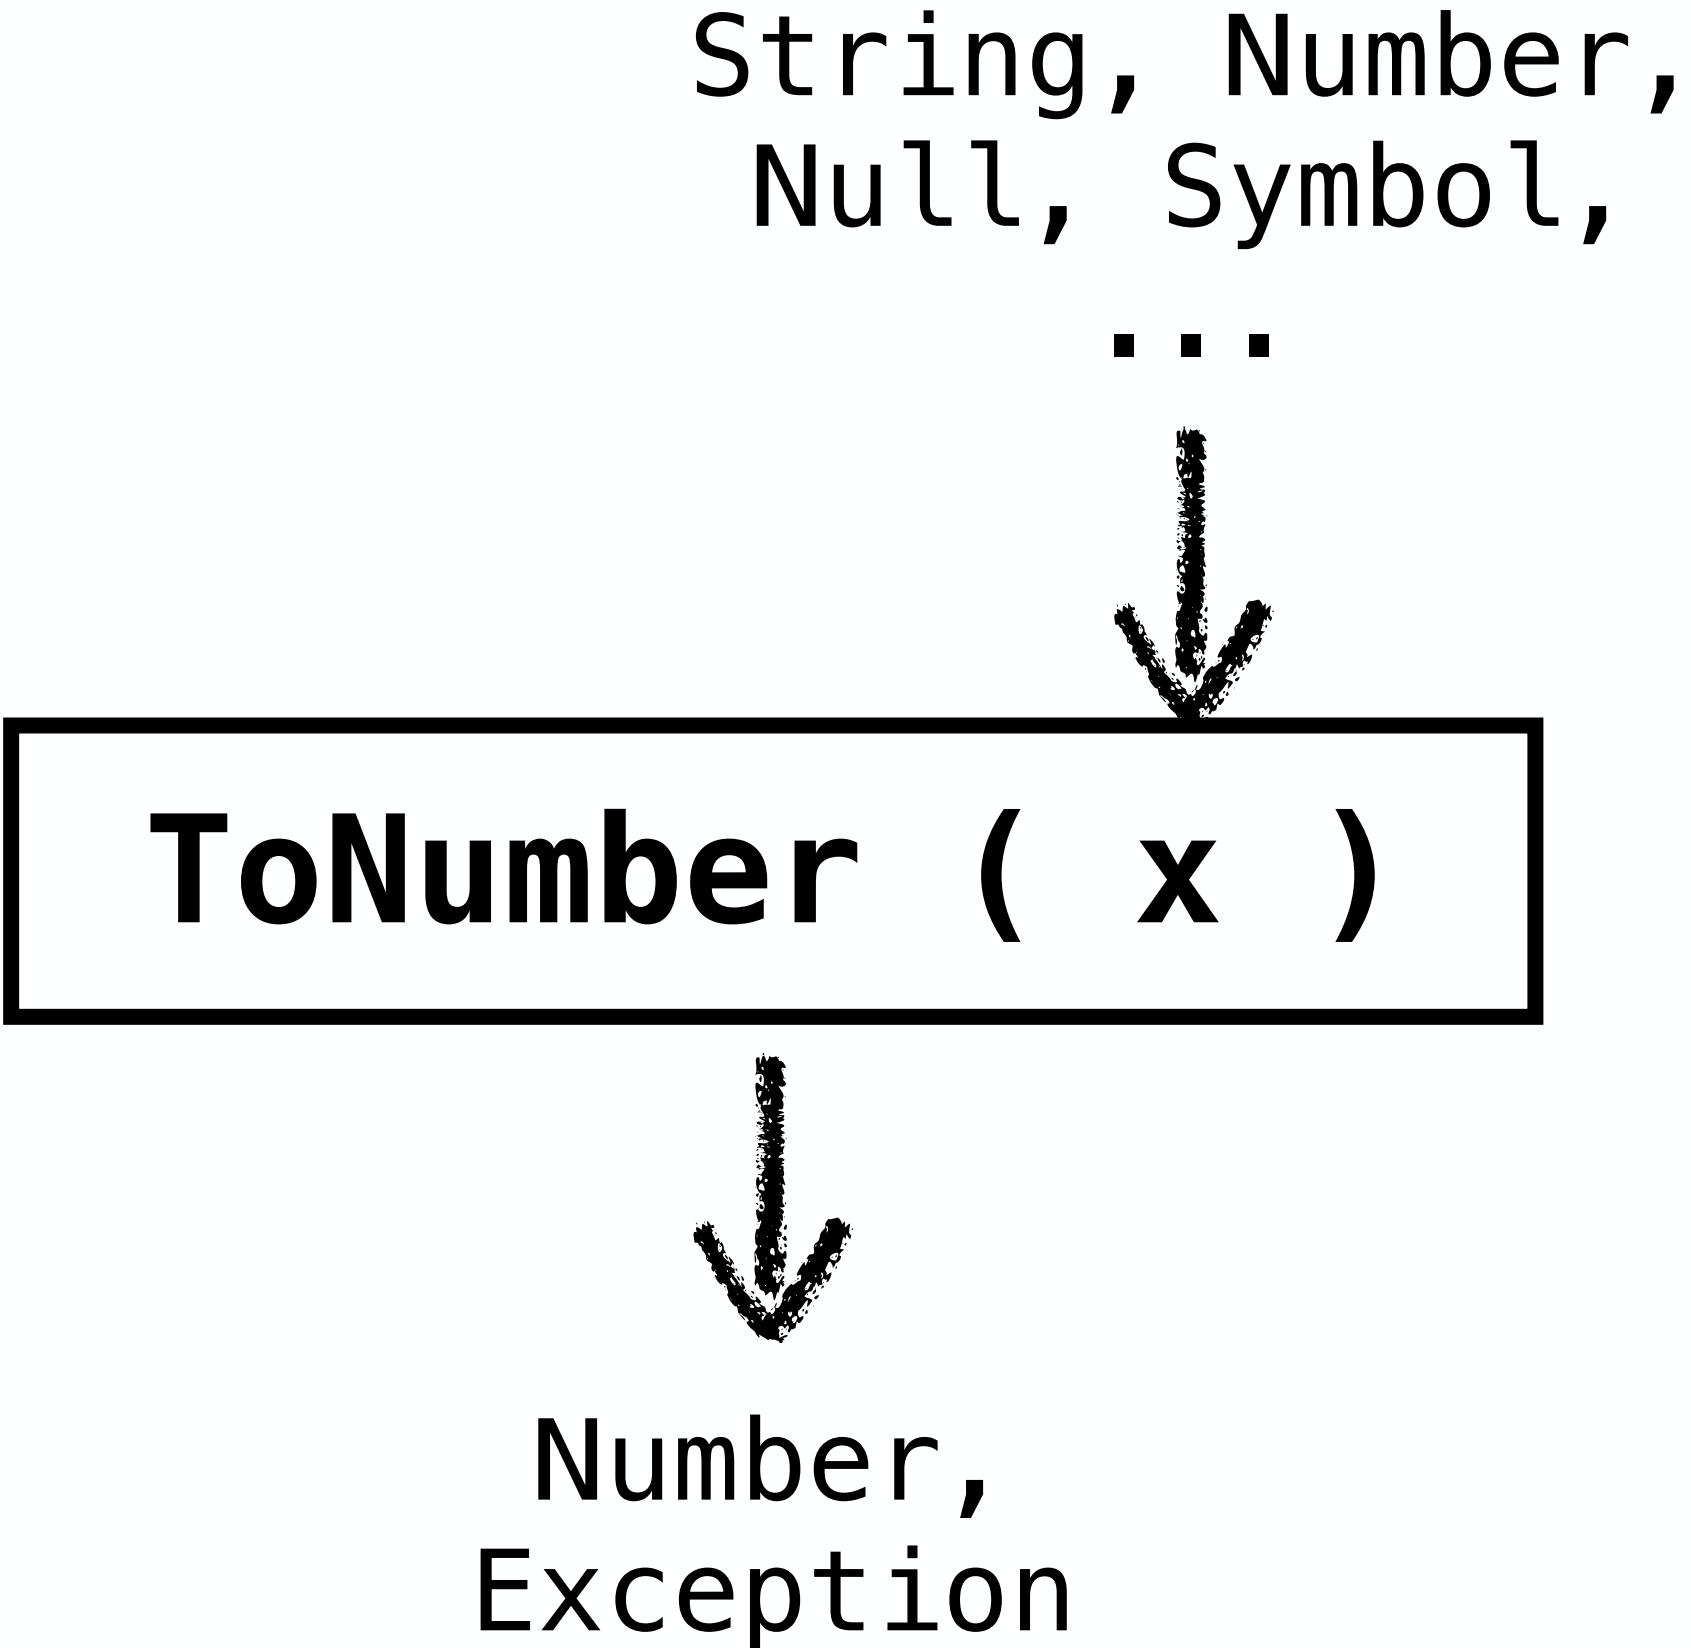 String, Number,
Null, Symbol,
...
ToNumber ( x )
Number,
Exception